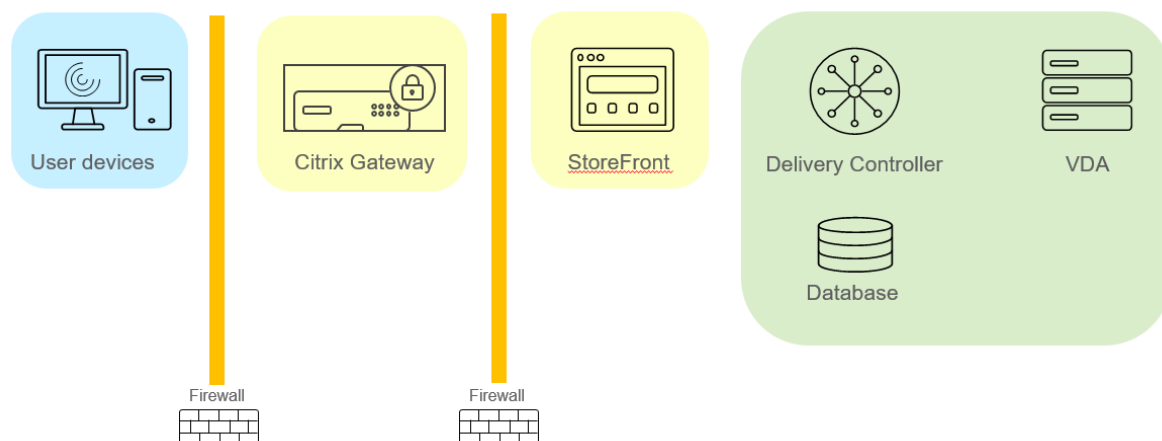 User devices
Citrix Gateway
StoreFront
Delivery Controller
VDA
Database
Firewall
Firewall